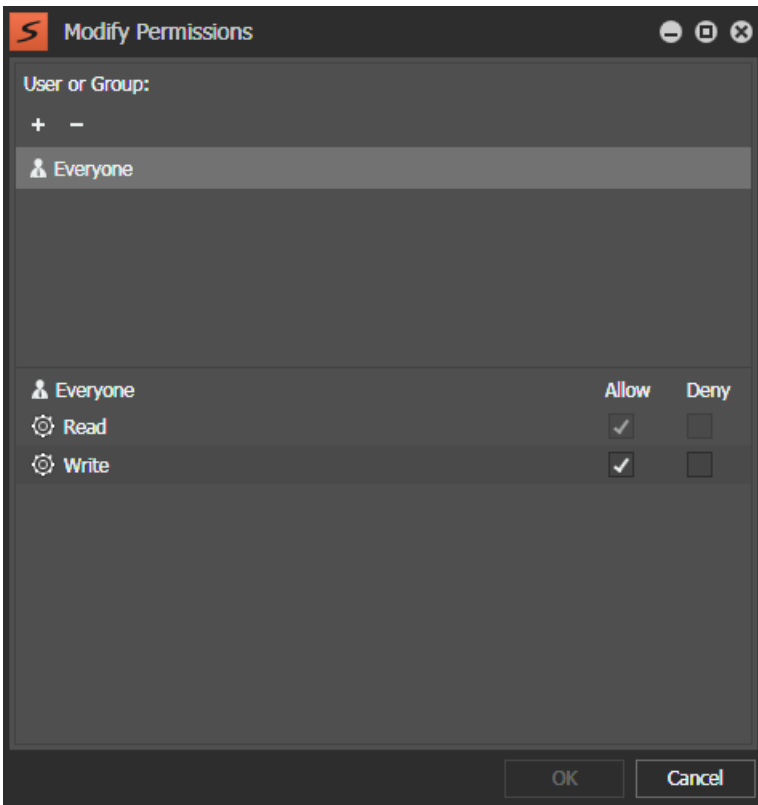 Modify Permissions
User or Group:
+ −
Everyone
Everyone Allow Deny
Read
Write
OK Cancel